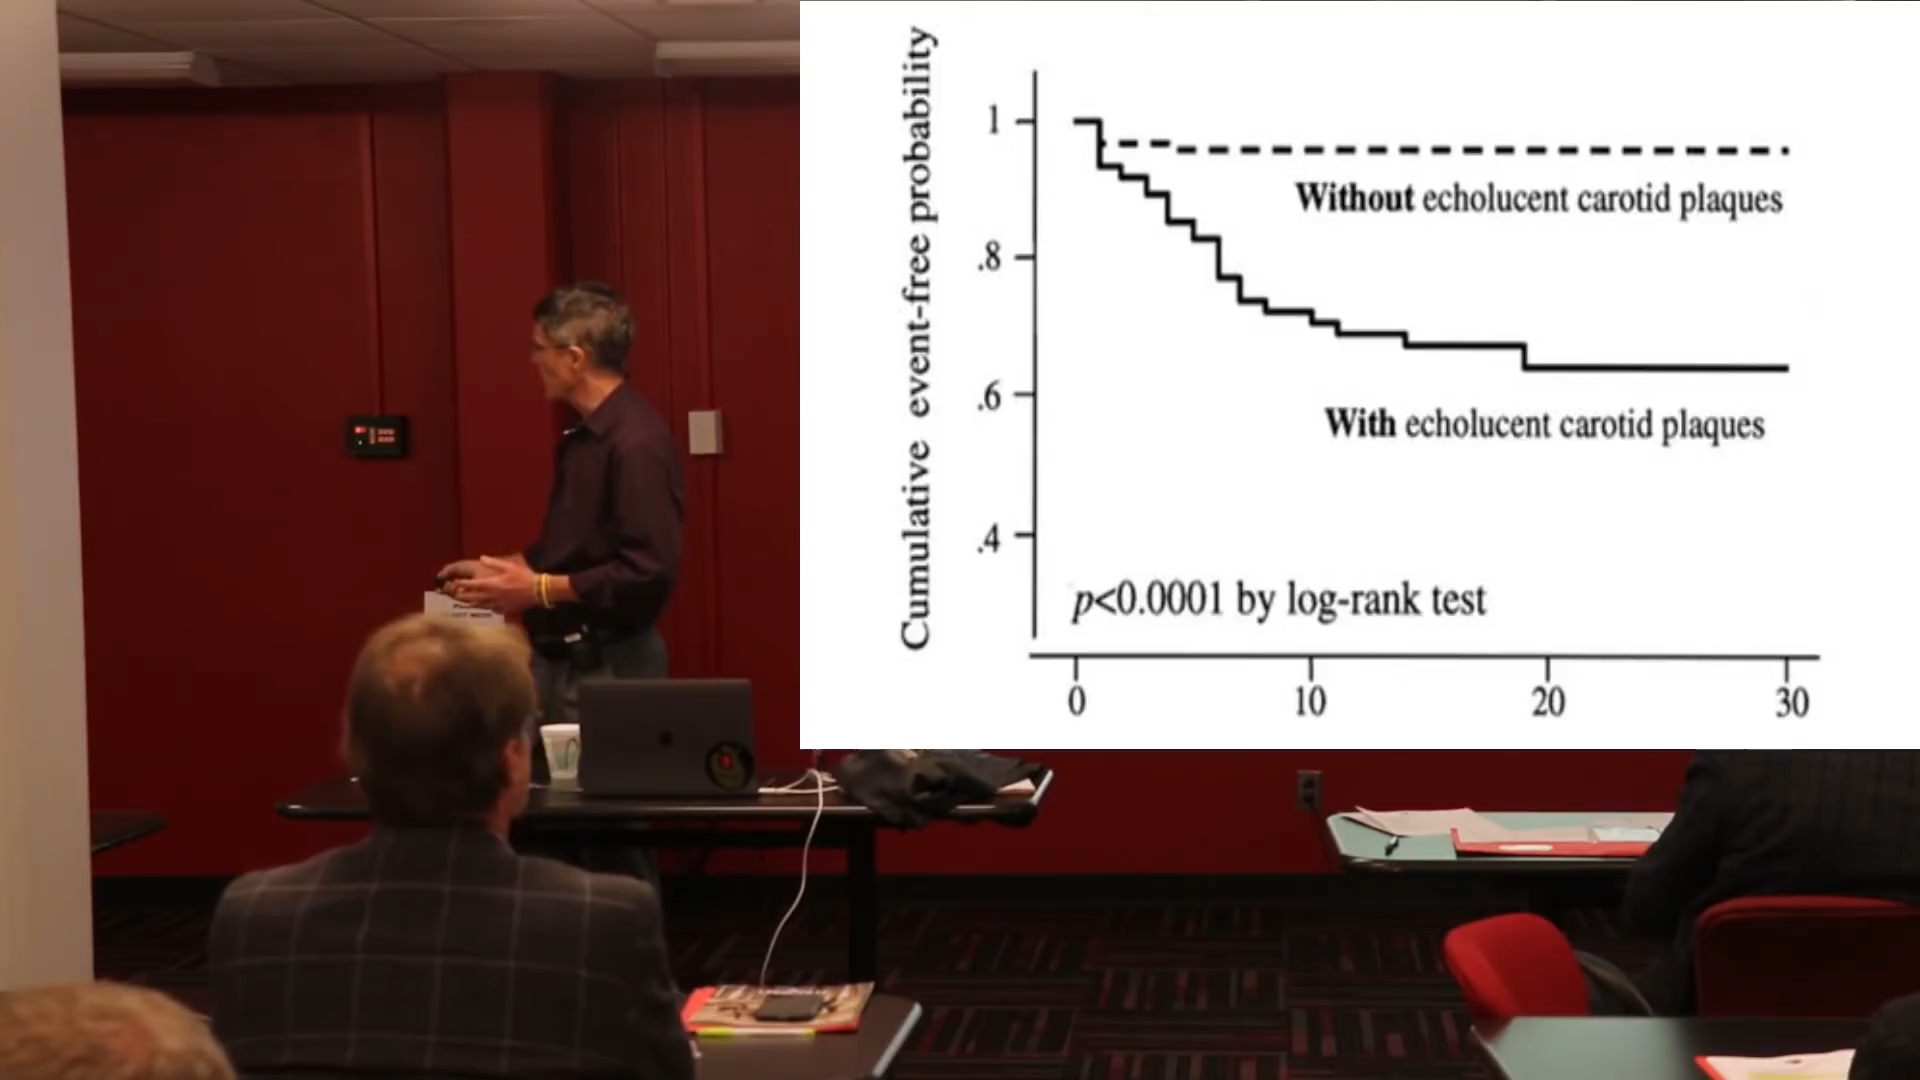 Cumulative event-free probability
1
.8
.6
.4
Without echolucent carotid plaques
With echolucent carotid plaques
p<0.0001 by log-rank test
0 10 20 30